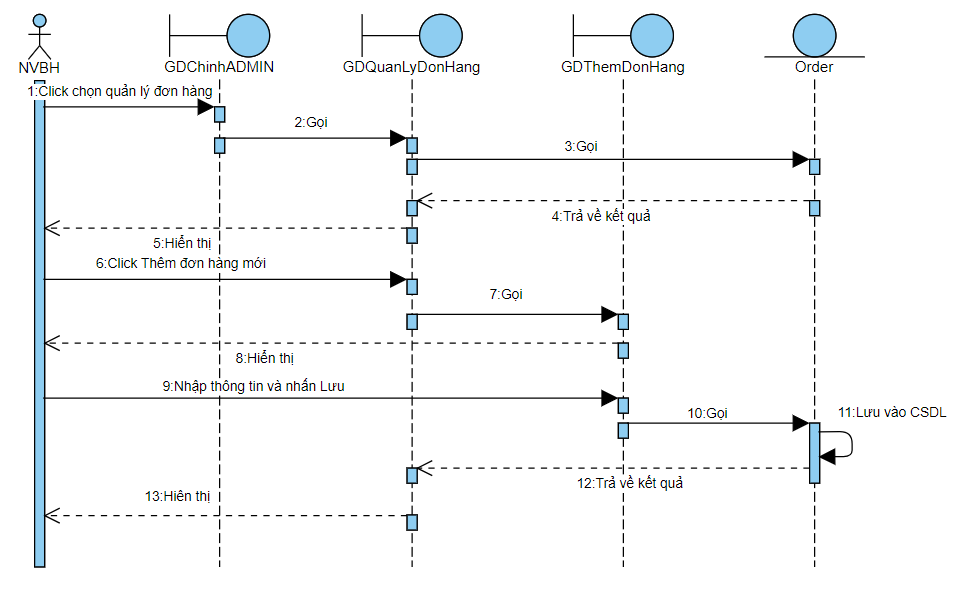 NVBH
GDChinhADMIN
GDQuanLyDonHang
GDThemDonHang
Order
1:Click chọn quản lý đơn hàng
2:Gọi
3:Gọi
4:Trả về kết quả
5:Hiển thị
6:Click Thêm đơn hàng mới
7:Gọi
8:Hiển thị
9:Nhập thông tin và nhấn Lưu
10:Gọi
11:Lưu vào CSDL
12:Trả về kết quả
13:Hiên thị